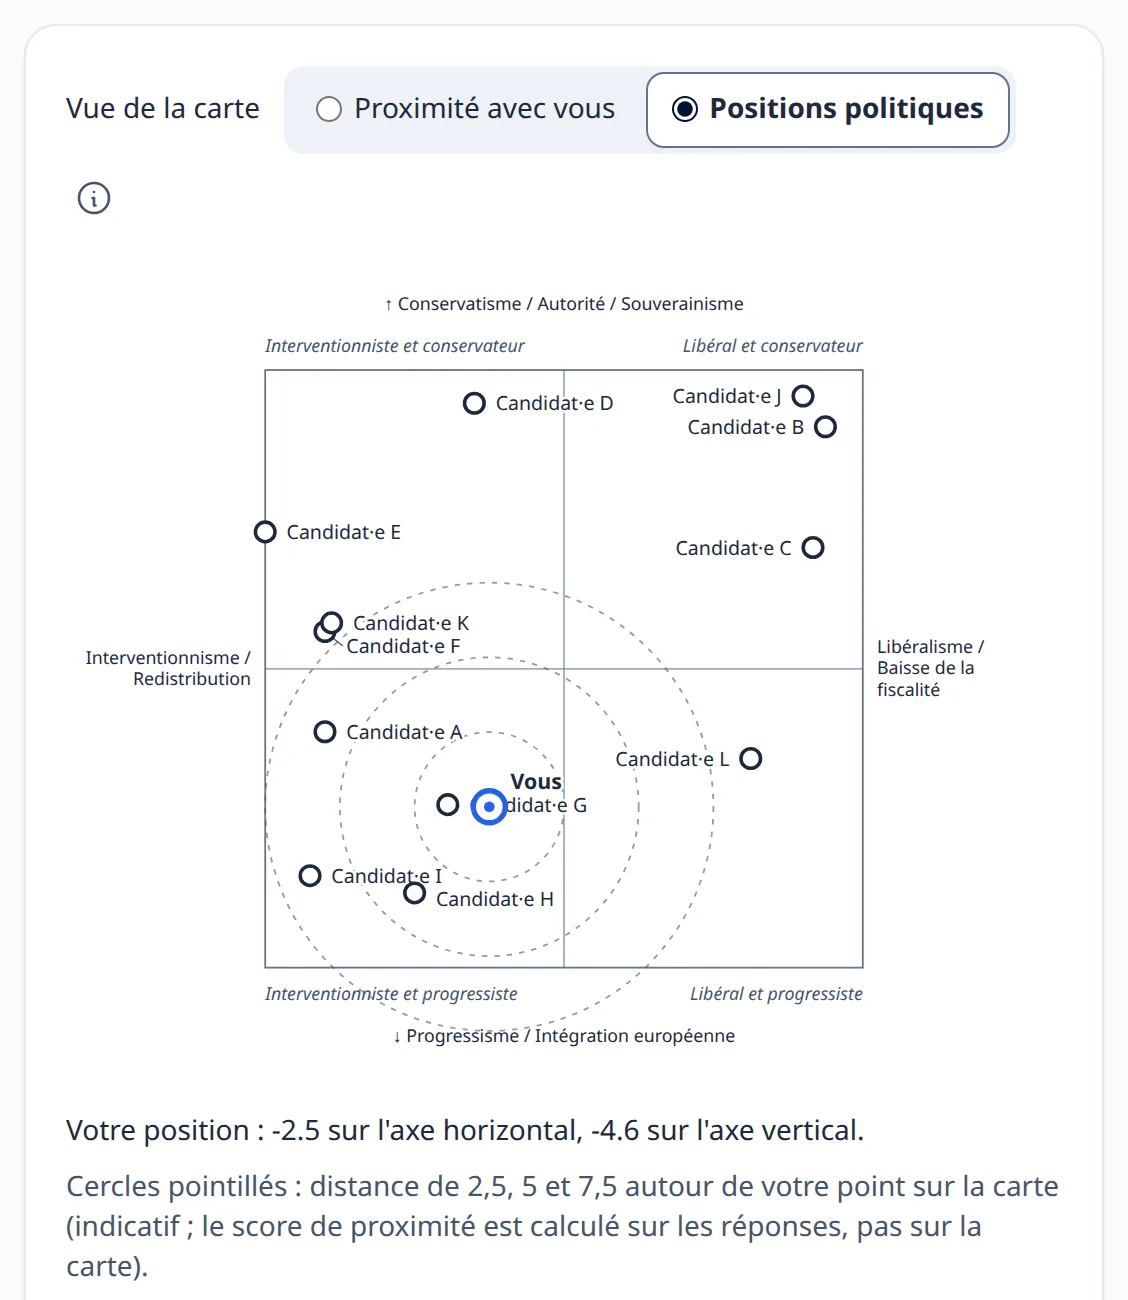 Vue de la carte
Proximité avec vous
Positions politiques
i
↑ Conservatisme / Autorité / Souverainisme
Interventionniste et conservateur
Libéral et conservateur
Candidat·e D
Candidat·e J
Candidat·e B
Candidat·e E
Candidat·e C
Candidat·e K
Candidat·e F
Interventionnisme /
Redistribution
Libéralisme /
Baisse de la
fiscalité
Candidat·e A
Candidat·e L
Vous
didat·e G
Candidat·e I
Candidat·e H
Interventionniste et progressiste
Libéral et progressiste
↓ Progressisme / Intégration européenne
Votre position : -2.5 sur l'axe horizontal, -4.6 sur l'axe vertical.
Cercles pointillés : distance de 2,5, 5 et 7,5 autour de votre point sur la carte
(indicatif ; le score de proximité est calculé sur les réponses, pas sur la
carte).